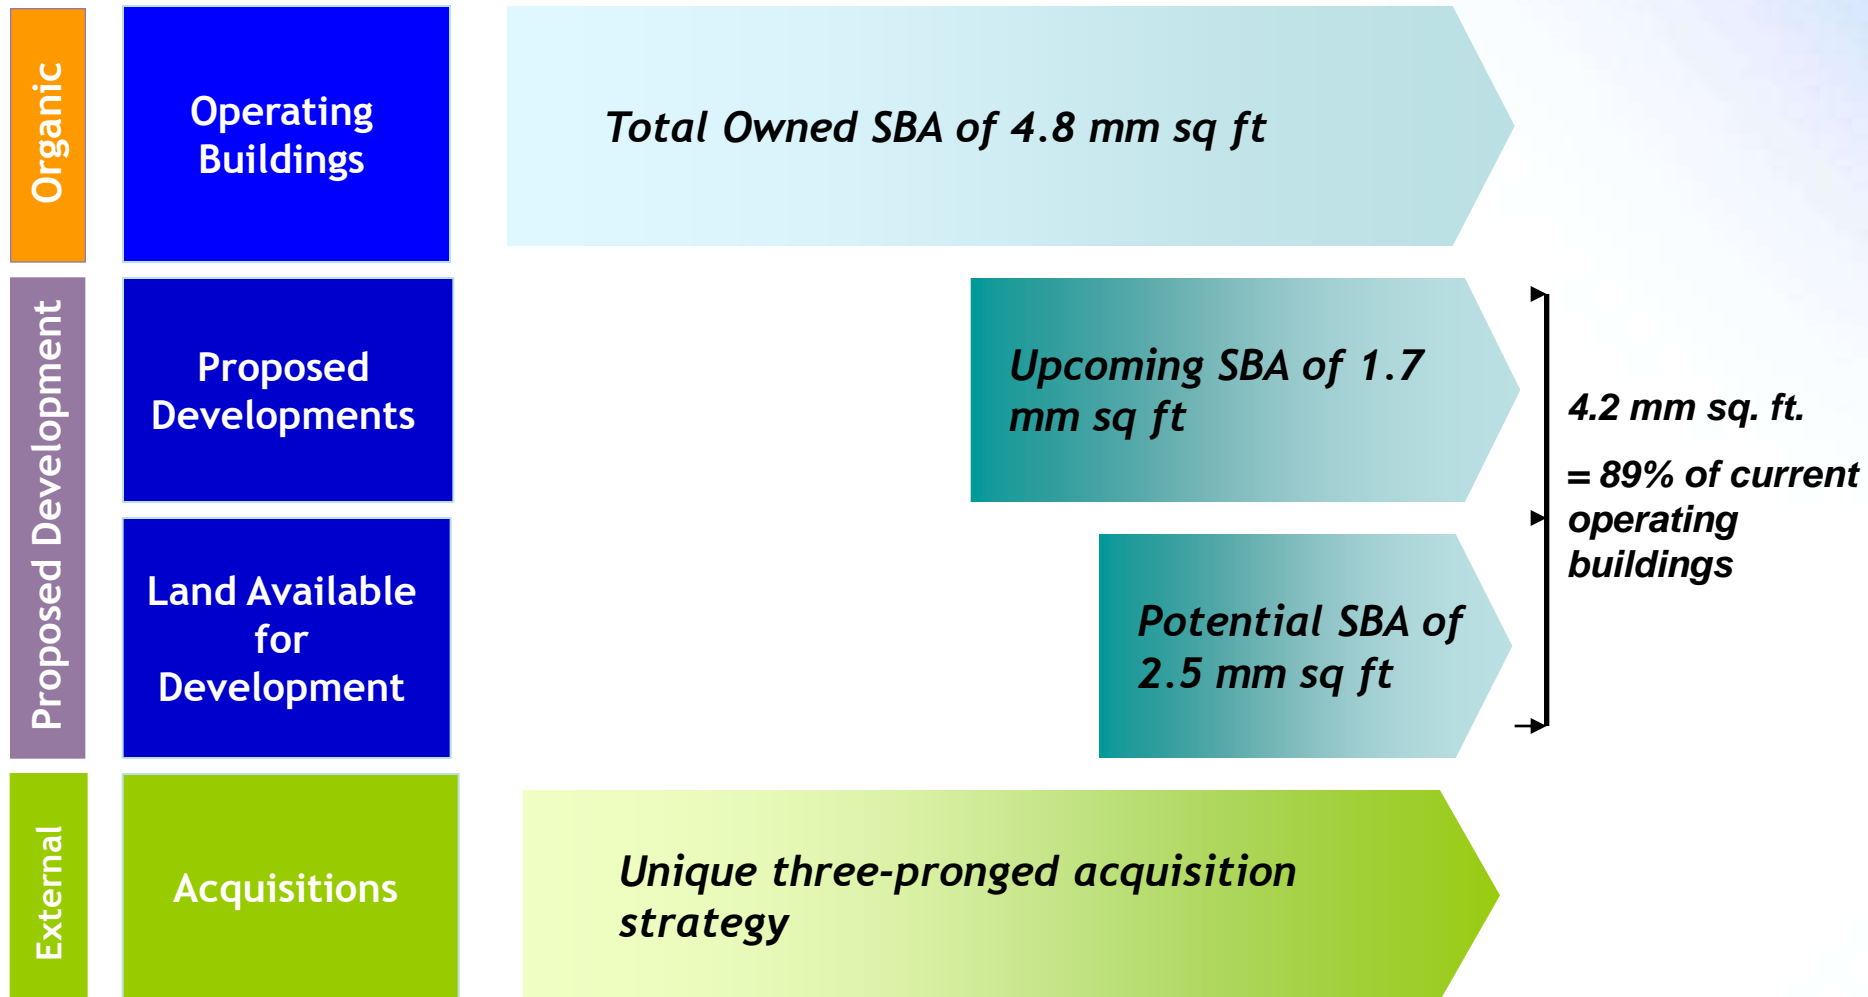 Organic
Operating
Buildings
Total Owned SBA of 4.8 mm sq ft
Proposed Development
Proposed
Developments
Upcoming SBA of 1.7
mm sq ft
4.2 mm sq. ft.
= 89% of current
operating
buildings
Land Available
for
Development
Potential SBA of
2.5 mm sq ft
External
Acquisitions
Unique three-pronged acquisition
strategy